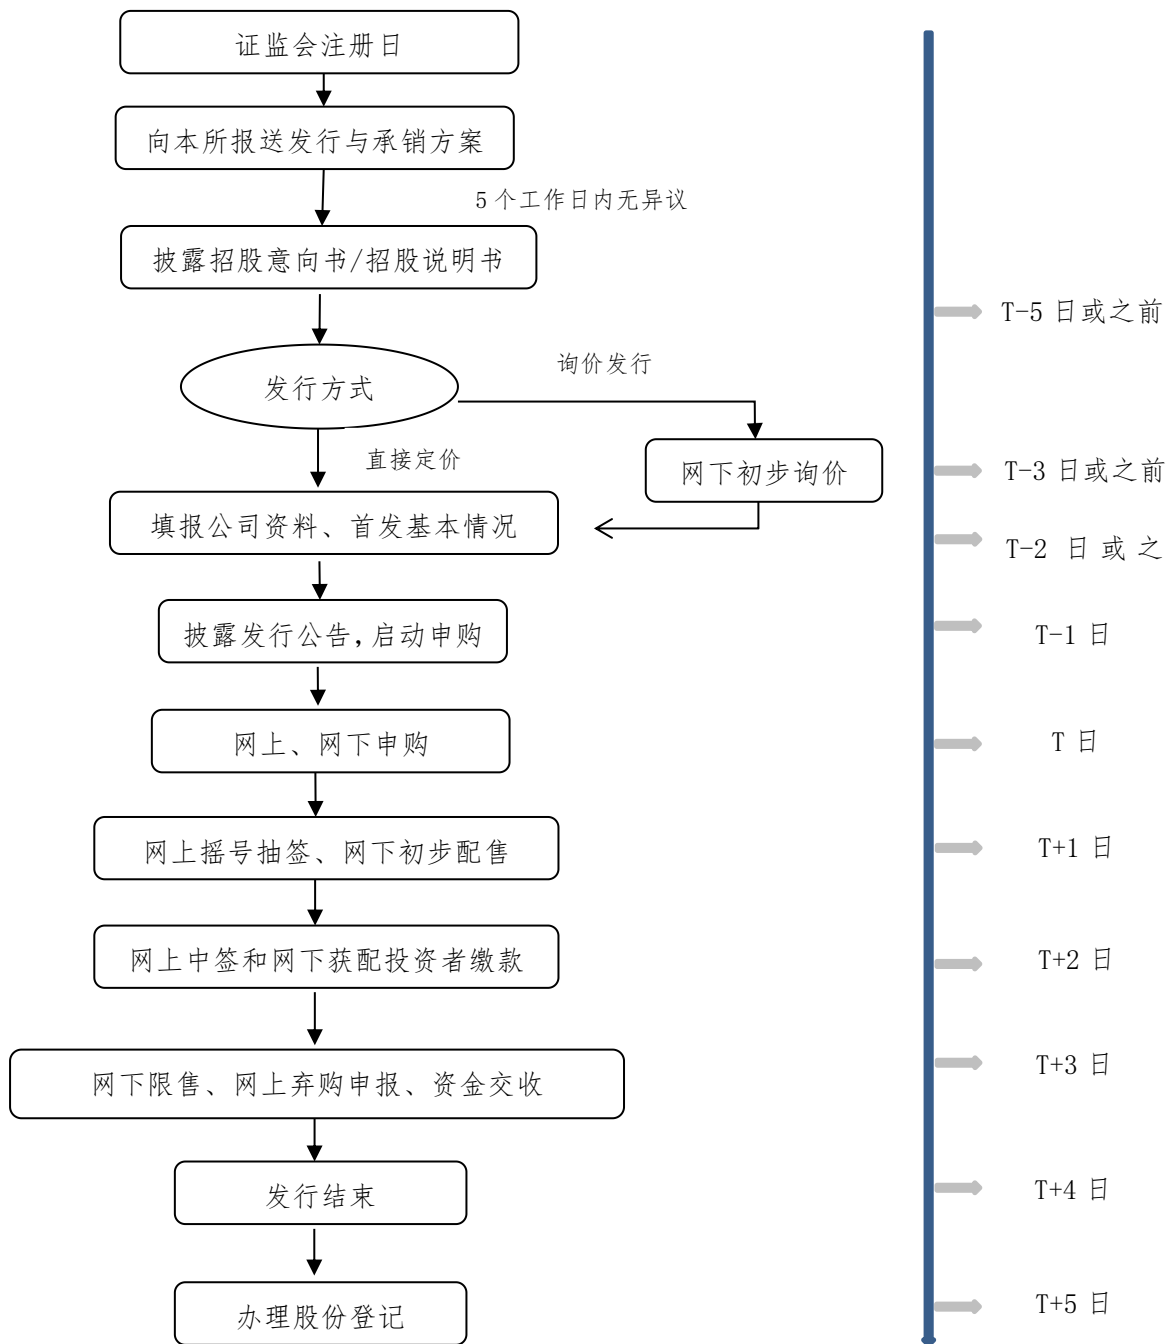 证监会注册日
向本所报送发行与承销方案
5 个工作日内无异议
披露招股意向书/招股说明书
T-5 日或之前
发行方式
询价发行
直接定价
网下初步询价
T-3 日或之前
填报公司资料、首发基本情况
T-2 日 或 之
披露发行公告,启动申购
T-1 日
网上、网下申购
T 日
网上摇号抽签、网下初步配售
T+1 日
网上中签和网下获配投资者缴款
T+2 日
网下限售、网上弃购申报、资金交收
T+3 日
发行结束
T+4 日
办理股份登记
T+5 日